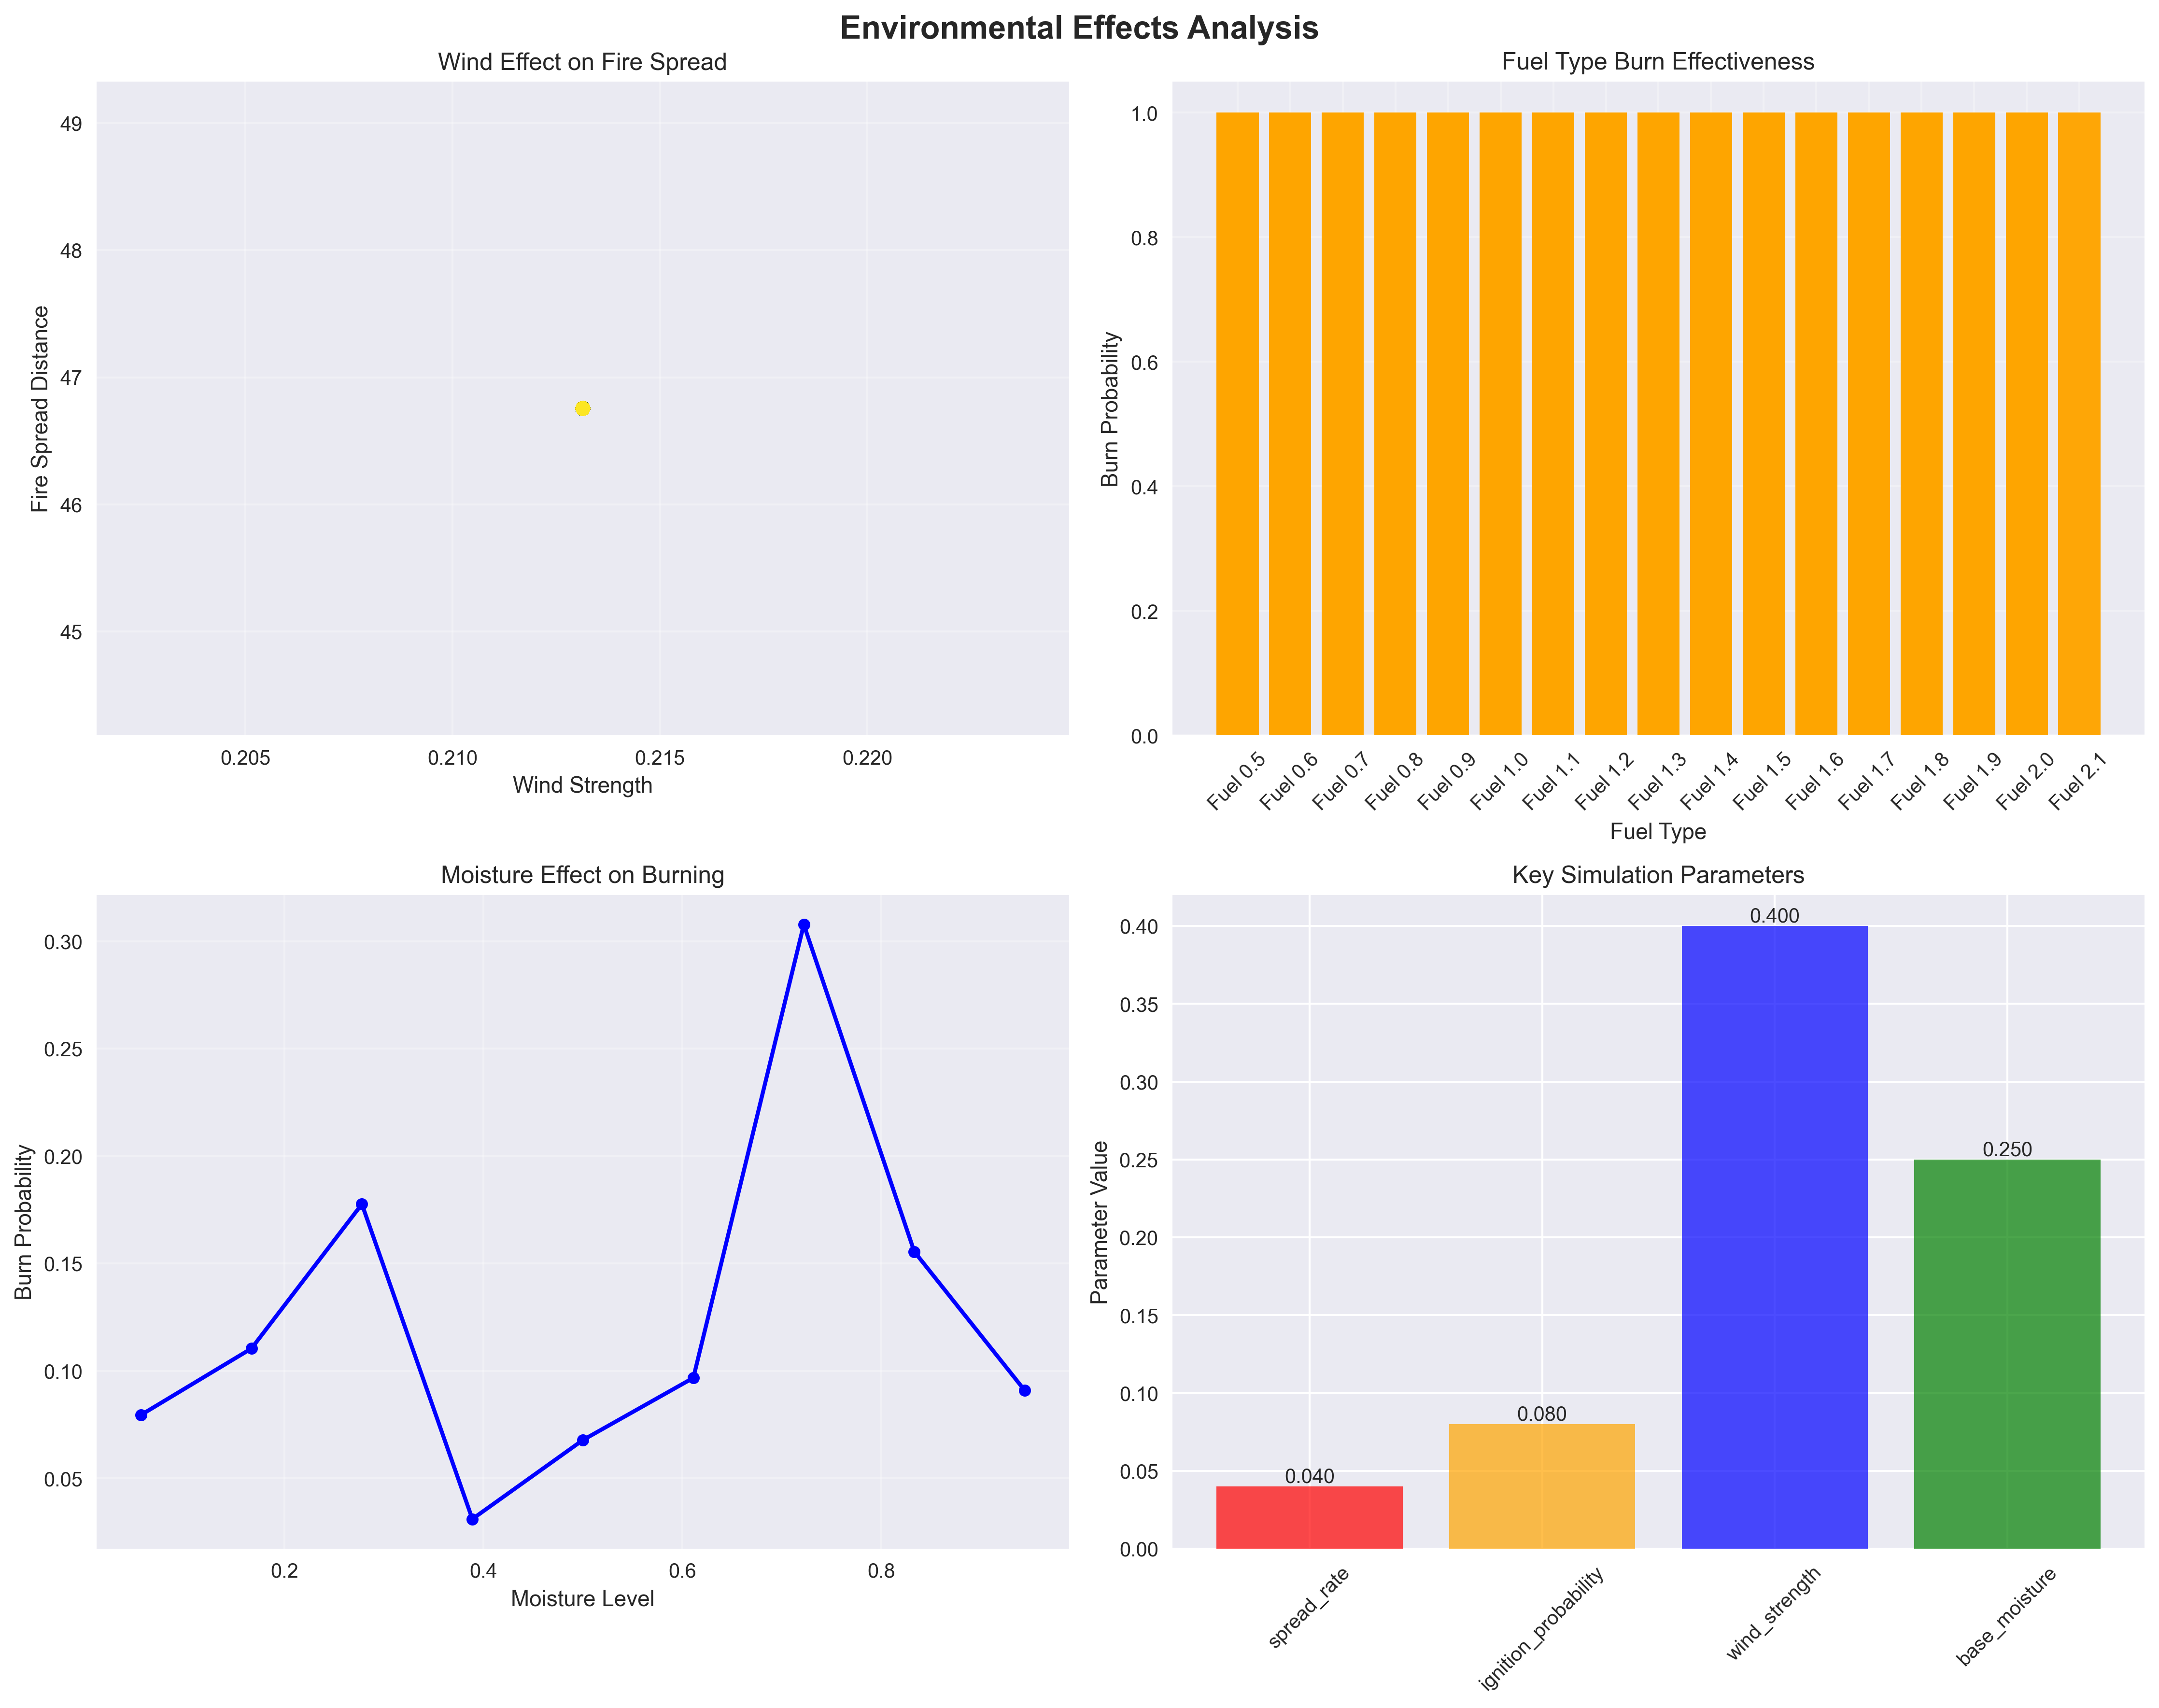 Environmental Effects Analysis
Wind Effect on Fire Spread
49
48
47
46
45
Fire Spread Distance
0.205 0.210 0.215 0.220
Wind Strength
Fuel Type Burn Effectiveness
1.0
0.8
0.6
0.4
0.2
0.0
Burn Probability
Fuel 0.5 Fuel 0.6 Fuel 0.7 Fuel 0.8 Fuel 0.9 Fuel 1.0 Fuel 1.1 Fuel 1.2 Fuel 1.3 Fuel 1.4 Fuel 1.5 Fuel 1.6 Fuel 1.7 Fuel 1.8 Fuel 1.9 Fuel 2.0 Fuel 2.1
Fuel Type
Moisture Effect on Burning
0.30
0.25
0.20
0.15
0.10
0.05
Burn Probability
0.2 0.4 0.6 0.8
Moisture Level
Key Simulation Parameters
0.40
0.35
0.30
0.25
0.20
0.15
0.10
0.05
0.00
Parameter Value
0.040
0.080
0.400
0.250
spread_rate
ignition_probability
wind_strength
base_moisture